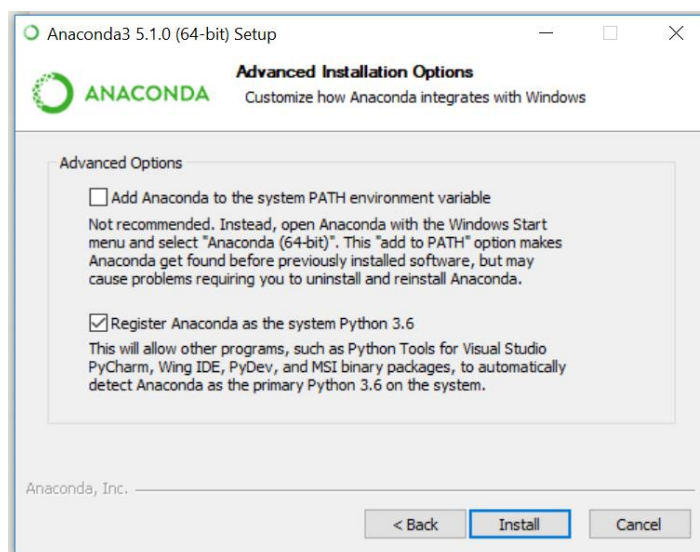 Anaconda3 5.1.0 (64-bit) Setup
Advanced Installation Options
ANACONDA
Customize how Anaconda integrates with Windows
Advanced Options
Add Anaconda to the system PATH environment variable
Not recommended. Instead, open Anaconda with the Windows Start
menu and select "Anaconda (64-bit)". This "add to PATH" option makes
Anaconda get found before previously installed software, but may
cause problems requiring you to uninstall and reinstall Anaconda.
Register Anaconda as the system Python 3.6
This will allow other programs, such as Python Tools for Visual Studio
PyCharm, Wing IDE, PyDev, and MSI binary packages, to automatically
detect Anaconda as the primary Python 3.6 on the system.
Anaconda, Inc.
< Back
Install
Cancel